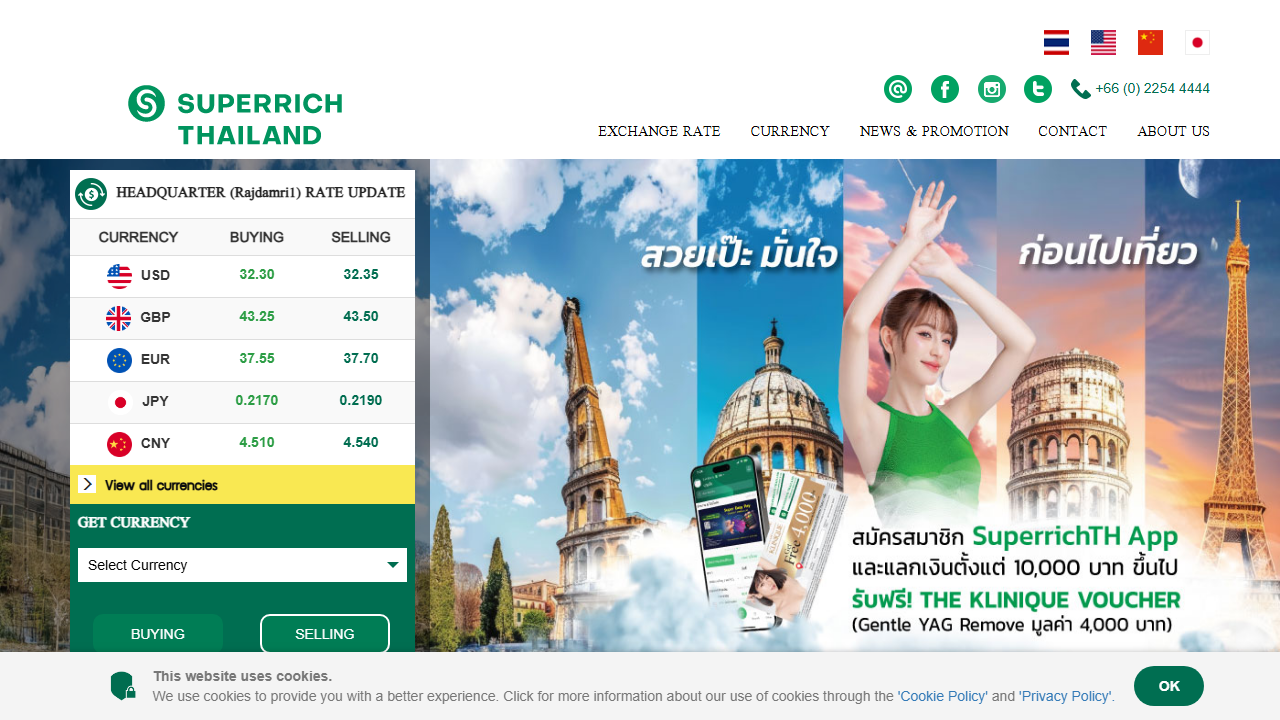 SUPERRICH
THAILAND
+66 (0) 2254 4444
EXCHANGE RATE
CURRENCY
NEWS & PROMOTION
CONTACT
ABOUT US
HEADQUARTER (Rajdamri1) RATE UPDATE
CURRENCY BUYING SELLING
USD 32.30 32.35
GBP 43.25 43.50
EUR 37.55 37.70
JPY 0.2170 0.2190
CNY 4.510 4.540
View all currencies
GET CURRENCY
Select Currency
BUYING SELLING
สวยเป๊ะ มั่นใจ
ก่อนไปเที่ยว
สมัครสมาชิก SuperrichTH App
และแลกเงินตั้งแต่ 10,000 บาท ขึ้นไป
รับฟรี! THE KLINIQUE VOUCHER
(Gentle YAG Remove มูลค่า 4,000 บาท)
Free 4,000.-
This website uses cookies.
We use cookies to provide you with a better experience. Click for more information about our use of cookies through the 'Cookie Policy' and 'Privacy Policy'.
OK